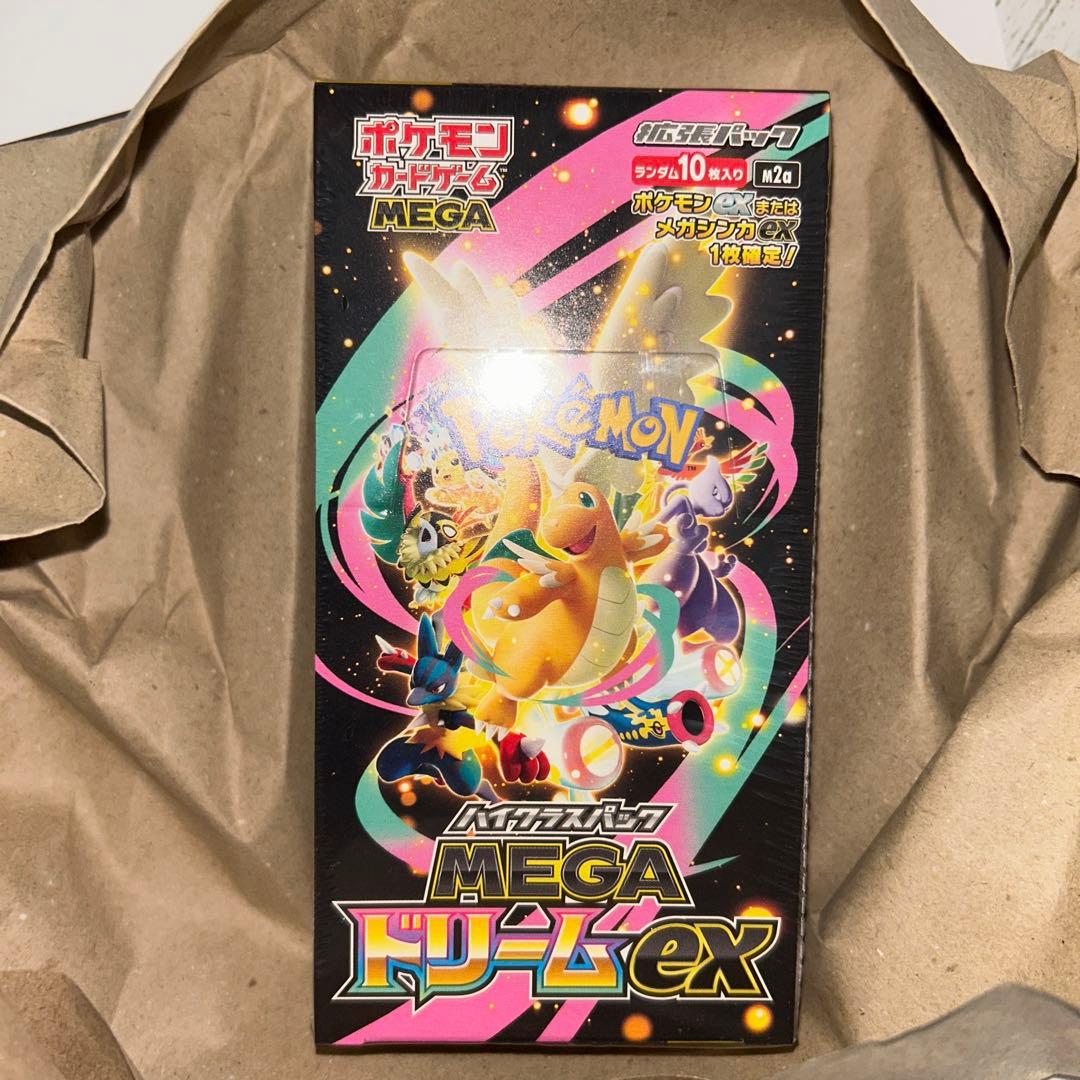 ポケモン
カードゲーム™
MEGA
拡張パック
ランダム10枚入り M2a
ポケモンexまたは
メガシンカex
1枚確定!
POKéMON™
ハイクラスパック
MEGA
ドリームex